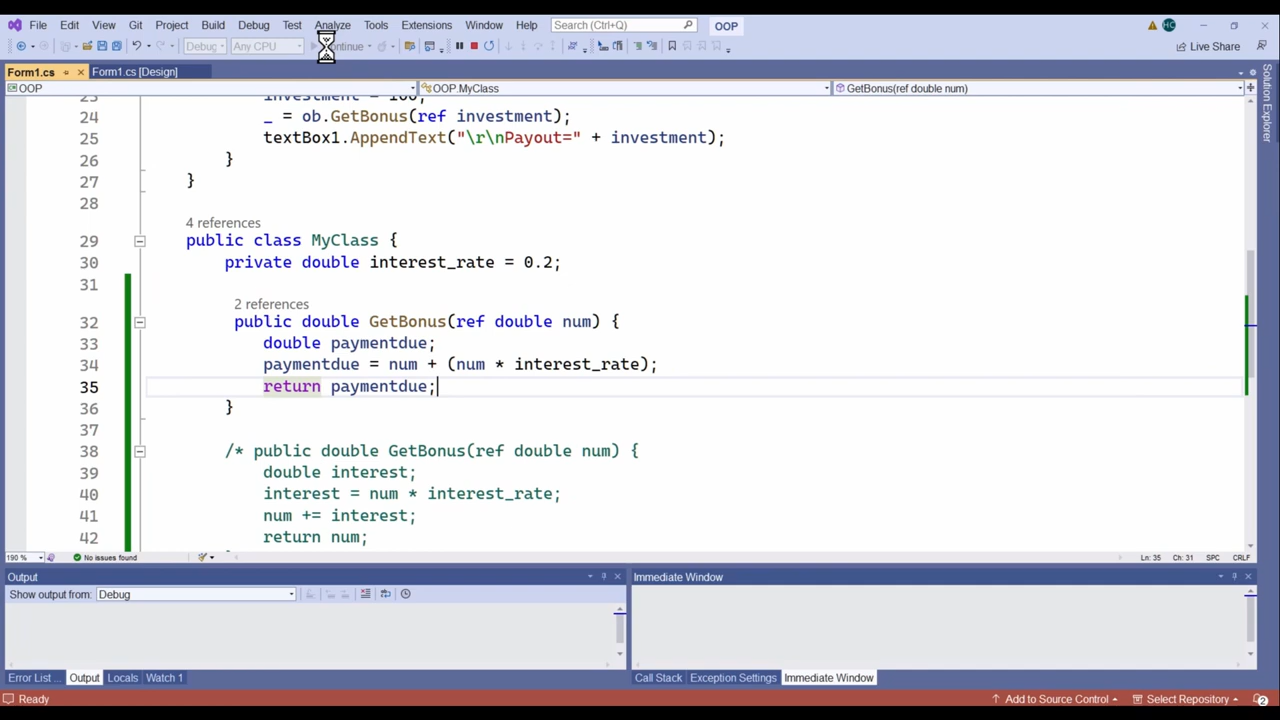 File Edit View Git Project Build Debug Test Analyze Tools Extensions Window Help Search (Ctrl+Q) OOP HC
Debug Any CPU Live Share
Form1.cs Form1.cs [Design]
OOP OOP.MyClass GetBonus(ref double num)
23 investment = 100;
24 _ = ob.GetBonus(ref investment);
25 textBox1.AppendText("\r\nPayout=" + investment);
26 }
27 }
28
4 references
29 public class MyClass {
30 private double interest_rate = 0.2;
31
2 references
32 public double GetBonus(ref double num) {
33 double paymentdue;
34 paymentdue = num + (num * interest_rate);
35 return paymentdue;
36 }
37
38 /* public double GetBonus(ref double num) {
39 double interest;
40 interest = num * interest_rate;
41 num += interest;
42 return num;
190 % No issues found Ln: 35 Ch: 31 SPC CRLF
Output Immediate Window
Show output from: Debug
Error List ... Output Locals Watch 1 Call Stack Exception Settings Immediate Window
Ready Add to Source Control Select Repository 2
Solution Explorer